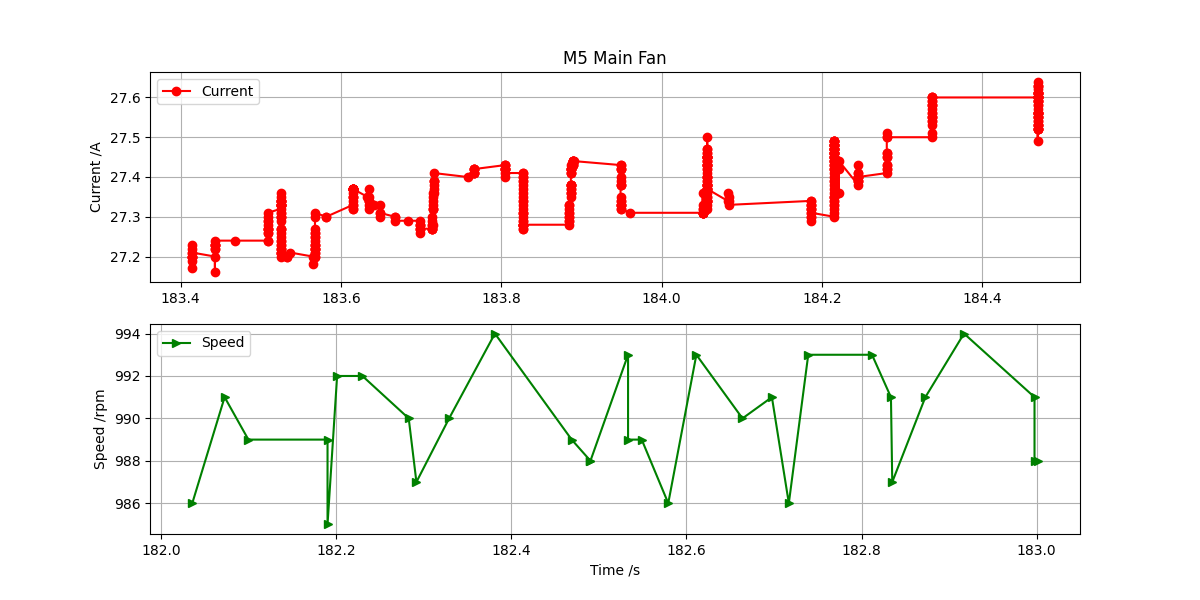 M5 Main Fan
Current
Current /A
27.6
27.5
27.4
27.3
27.2
183.4 183.6 183.8 184.0 184.2 184.4
Speed
Speed /rpm
994
992
990
988
986
182.0 182.2 182.4 182.6 182.8 183.0
Time /s